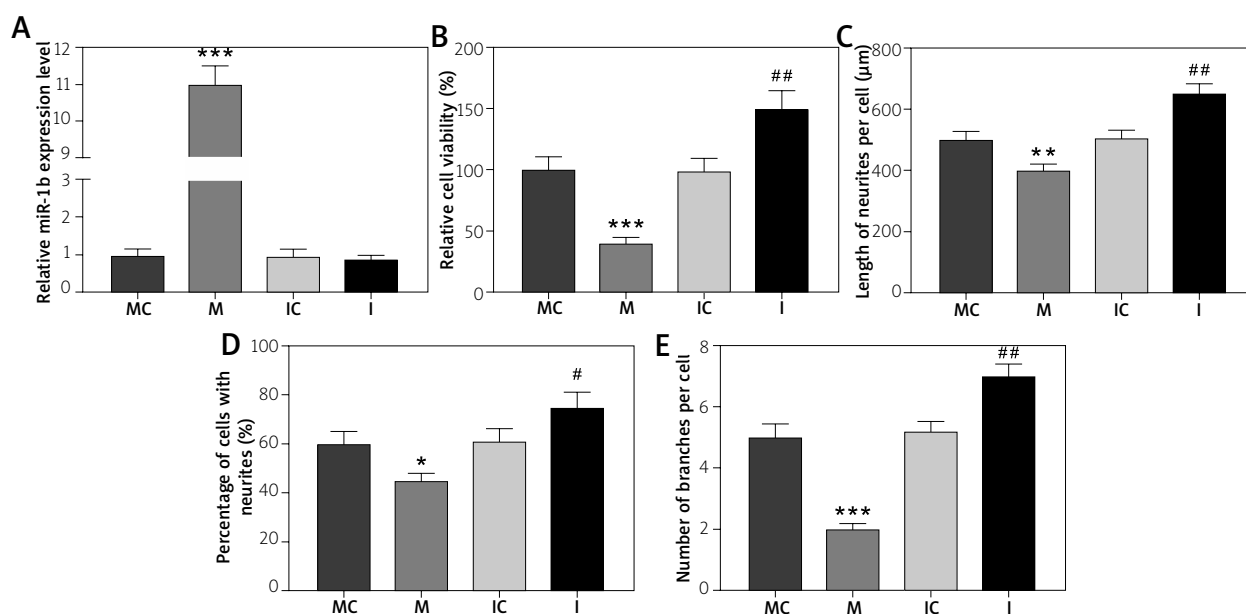 A
Relative miR-1b expression level
12
11
10
9
3
2
1
0
***
MC M IC I
B
Relative cell viability (%)
200
150
100
50
0
***
##
MC M IC I
C
Length of neurites per cell (µm)
800
600
400
600
0
**
##
MC M IC I
D
Percentage of cells with
neurites (%)
100
80
60
40
60
0
*
#
MC M IC I
E
Number of branches per cell
8
6
4
2
0
***
##
MC M IC I